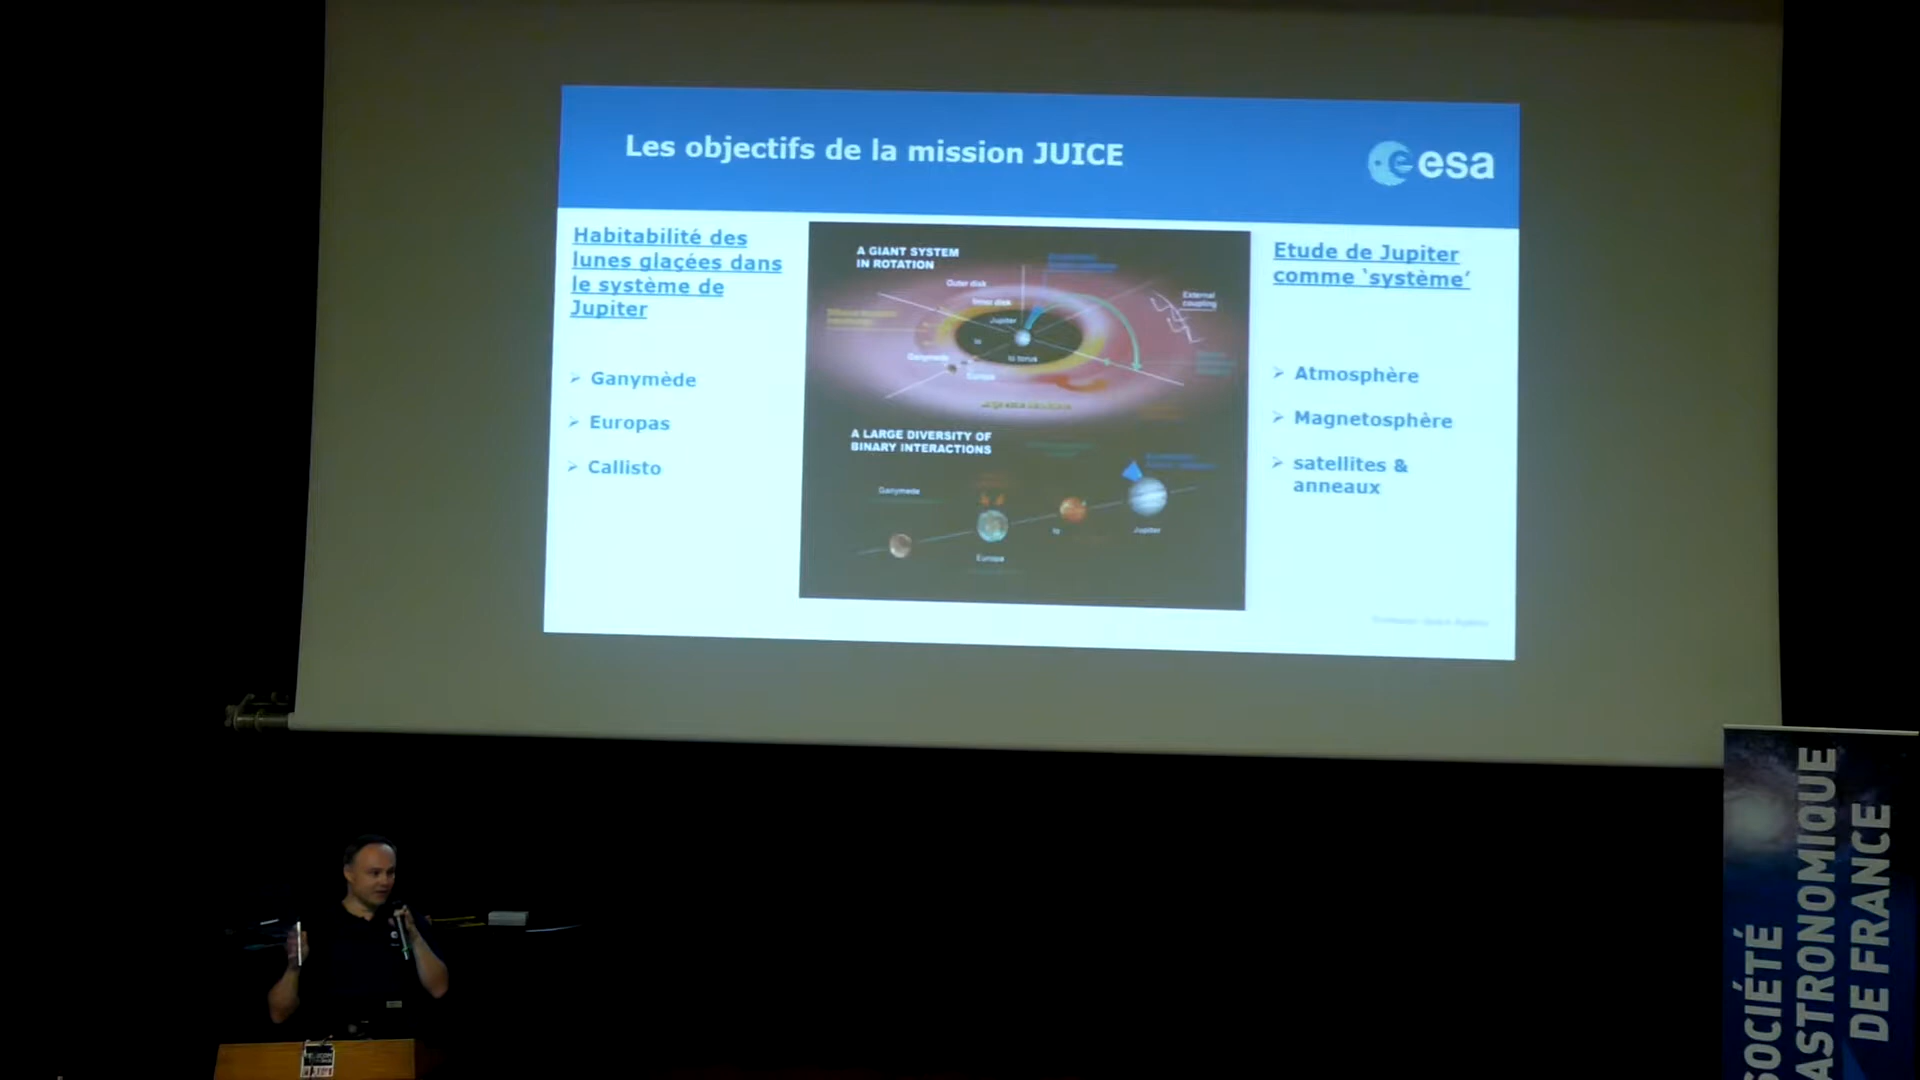 Les objectifs de la mission JUICE
esa
Habitabilité des
lunes glaçées dans
le système de
Jupiter
➢ Ganymède
➢ Europas
➢ Callisto
A GIANT SYSTEM
IN ROTATION
Outer disk
Inner disk
Jupiter
Io
Io torus
Ganymede
Europa
External
coupling
A LARGE DIVERSITY OF
BINARY INTERACTIONS
Ganymede
Europa
Io
Jupiter
Etude de Jupiter
comme ‘système’
➢ Atmosphère
➢ Magnetosphère
➢ satellites &
anneaux
SOCIÉTÉ
ASTRONOMIQUE
DE FRANCE